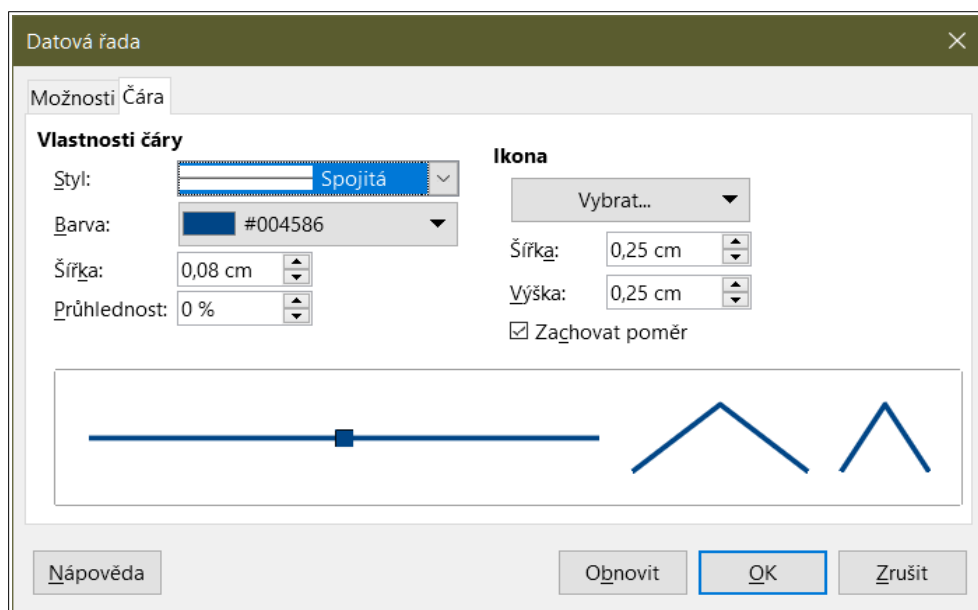 Datová řada
Možnosti Čára
Vlastnosti čáry
Styl: Spojitá
Barva: #004586
Šířka: 0,08 cm
Průhlednost: 0 %
Ikona
Vybrat...
Šířka: 0,25 cm
Výška: 0,25 cm
Zachovat poměr
Nápověda Obnovit OK Zrušit